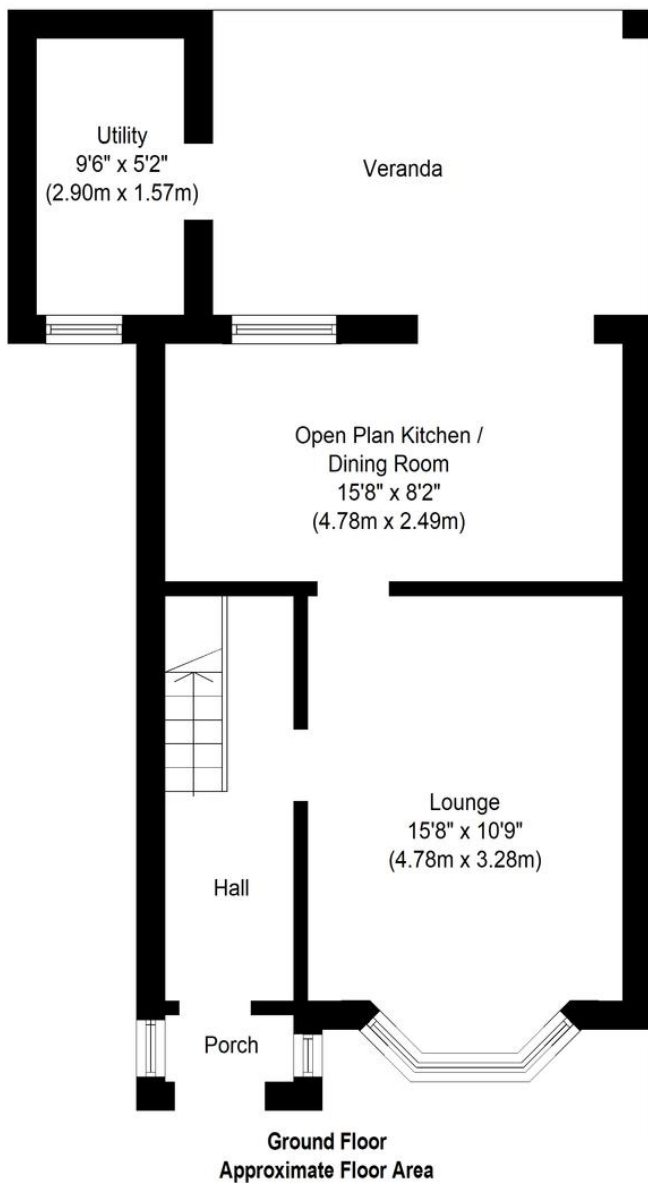 Utility
9'6" x 5'2"
(2.90m x 1.57m)
Veranda
Open Plan Kitchen /
Dining Room
15'8" x 8'2"
(4.78m x 2.49m)
Lounge
15'8" x 10'9"
(4.78m x 3.28m)
Hall
Porch
Ground Floor
Approximate Floor Area